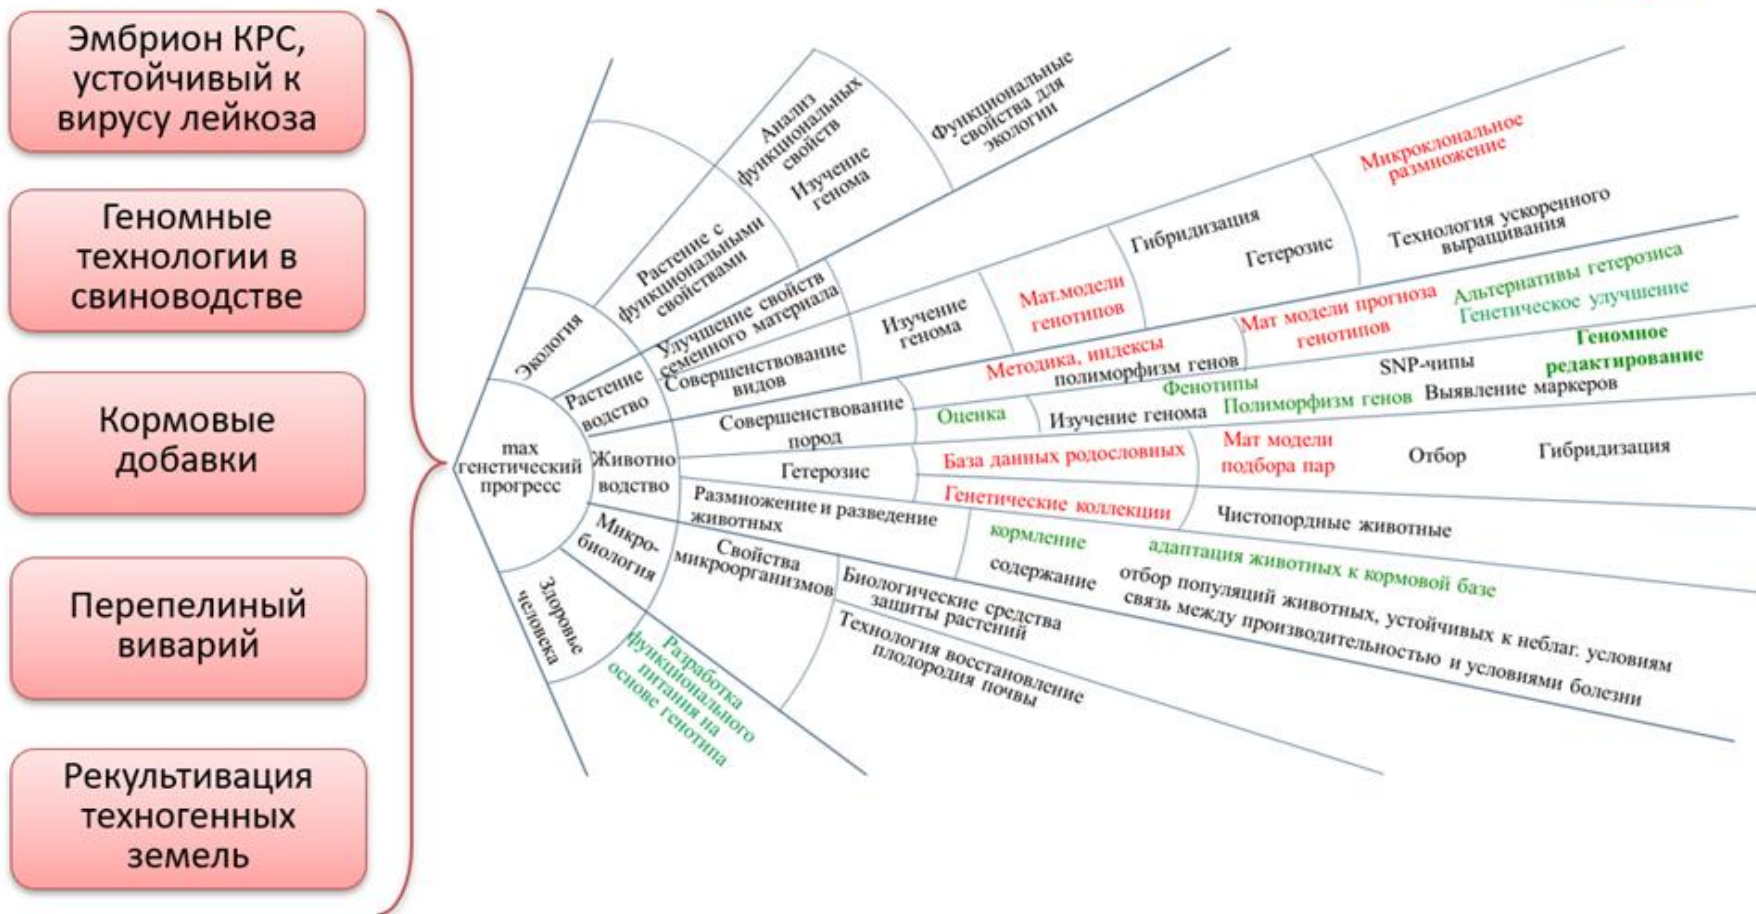 Эмбрион КРС,
устойчивый к
вирусу лейкоза
Геномные
технологии в
свиноводстве
Кормовые
добавки
Перепелиный
виварий
Рекультивация
техногенных
земель
max
генетический
прогресс
Экология
Растение с
функциональными
свойствами
Анализ
функциональных
свойств
Изучение
генома
Функциональные
свойства для
экологии
Растение
водство
Улучшение свойств
семенного материала
Совершенствование
видов
Изучение
генома
Мат.модели
генотипов
Гибридизация
Гетерозис
Микроклональное
размножение
Технология ускоренного
выращивания
Животно
водство
Совершенствование
пород
Методика, индексы
полиморфизм генов
Мат модели прогноза
генотипов
Альтернативы гетерозиса
Генетическое улучшение
Оценка
Изучение генома
Фенотипы
Полиморфизм генов
SNP-чипы
Выявление маркеров
Геномное
редактирование
Гетерозис
База данных родословных
Мат модели
подбора пар
Отбор
Гибридизация
Генетические коллекции
Чистопордные животные
Размножение и разведение
животных
кормление
содержание
адаптация животных к кормовой базе
отбор популяций животных, устойчивых к неблаг. условиям
связь между производительностью и условиями болезни
Микро-
биология
Свойства
микроорганизмов
Биологические средства
защиты растений
Технология восстановление
плодородия почвы
Здоровье
человека
Разработка
функционального
питания на
основе генотипа